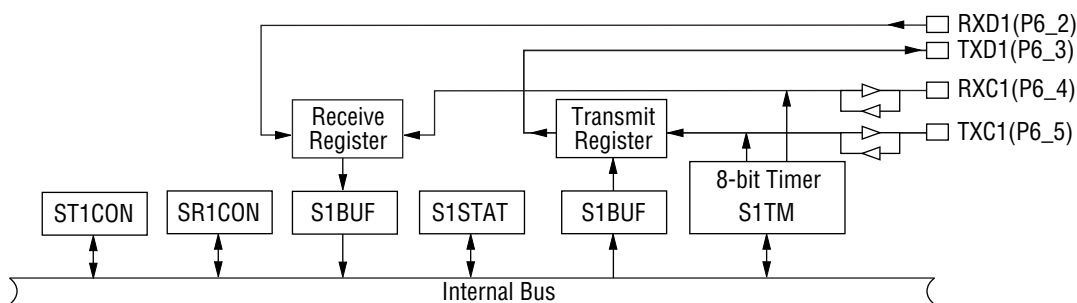 RXD1(P6_2)
TXD1(P6_3)
RXC1(P6_4)
TXC1(P6_5)
Receive
Register
Transmit
Register
8-bit Timer
S1TM
ST1CON
SR1CON
S1BUF
S1STAT
S1BUF
Internal Bus